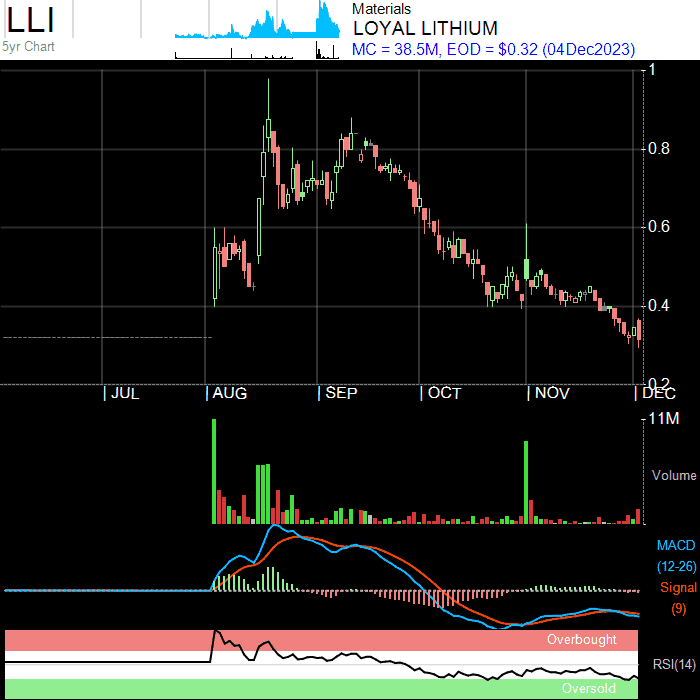 LLI
5yr Chart
Materials
LOYAL LITHIUM
MC = 38.5M, EOD = $0.32 (04Dec2023)
1
0.8
0.6
0.4
0.2
JUL
AUG
SEP
OCT
NOV
DEC
11M
Volume
MACD
(12-26)
Signal
(9)
Overbought
RSI(14)
Oversold